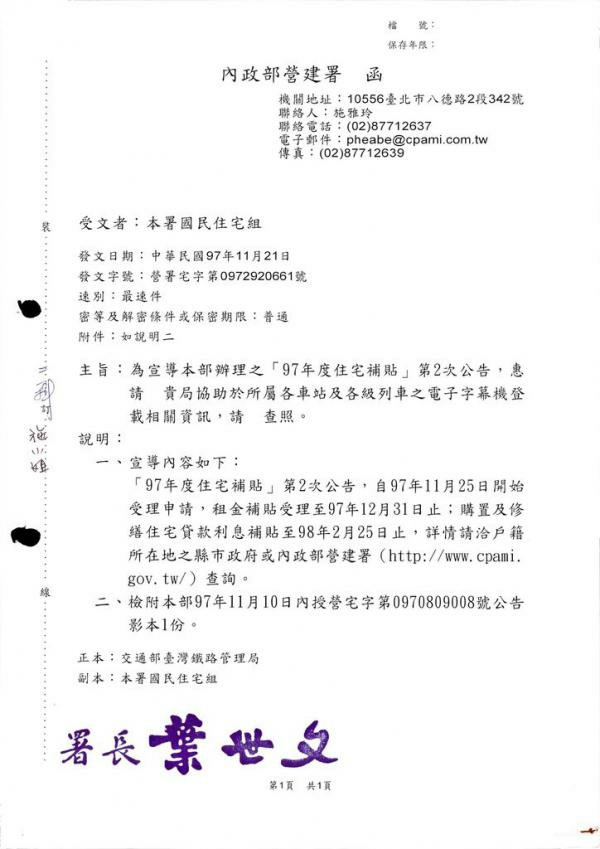 檔　　號：
保存年限：
內政部營建署　函
機關地址：10556臺北市八德路2段342號
聯絡人：施雅玲
聯絡電話：(02)87712637
電子郵件：pheabe@cpami.com.tw
傳真：(02)87712639
裝
受文者：本署國民住宅組
發文日期：中華民國97年11月21日
發文字號：營署宅字第0972920661號
速別：最速件
密等及解密條件或保密期限：普通
附件：如說明二
主旨：為宣導本部辦理之「97年度住宅補貼」第2次公告，惠
請　貴局協助於所屬各車站及各級列車之電子字幕機登
載相關資訊，請　查照。
訂
說明：
一、宣導內容如下：
「97年度住宅補貼」第2次公告，自97年11月25日開始
受理申請，租金補貼受理至97年12月31日止；購置及修
繕住宅貸款利息補貼至98年2月25日止，詳情請洽戶籍
所在地之縣市政府或內政部營建署（http://www.cpami.
gov.tw/）查詢。
線
二、檢附本部97年11月10日內授營宅字第0970809008號公告
影本1份。
正本：交通部臺灣鐵路管理局
副本：本署國民住宅組
署長 葉世文
第1頁　共1頁